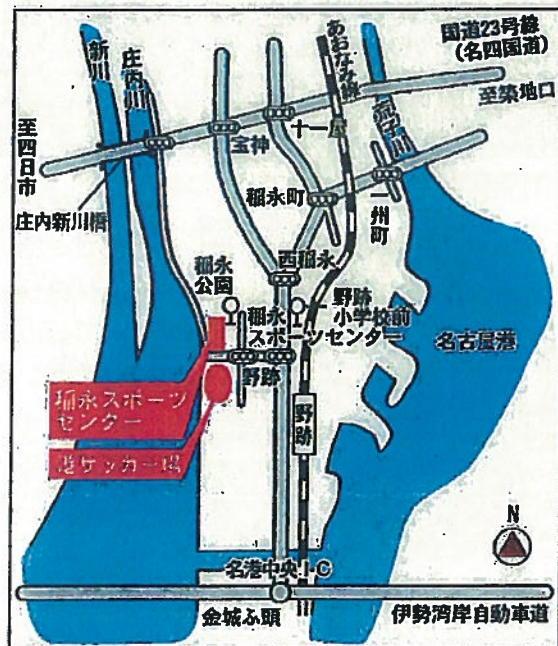 国道23号線
(名四国道)
新川
庄内川
あおなみ線
荒子川
至築地口
至四日市
宝神
十一屋
庄内新川橋
稲永町
一州町
西稲永
稲永
公園
稲永
スポーツセンター
野跡
小学校前
名古屋港
野跡
稲永スポーツ
センター
港サッカー場
野跡
N
名港中央IC
金城ふ頭
伊勢湾岸自動車道